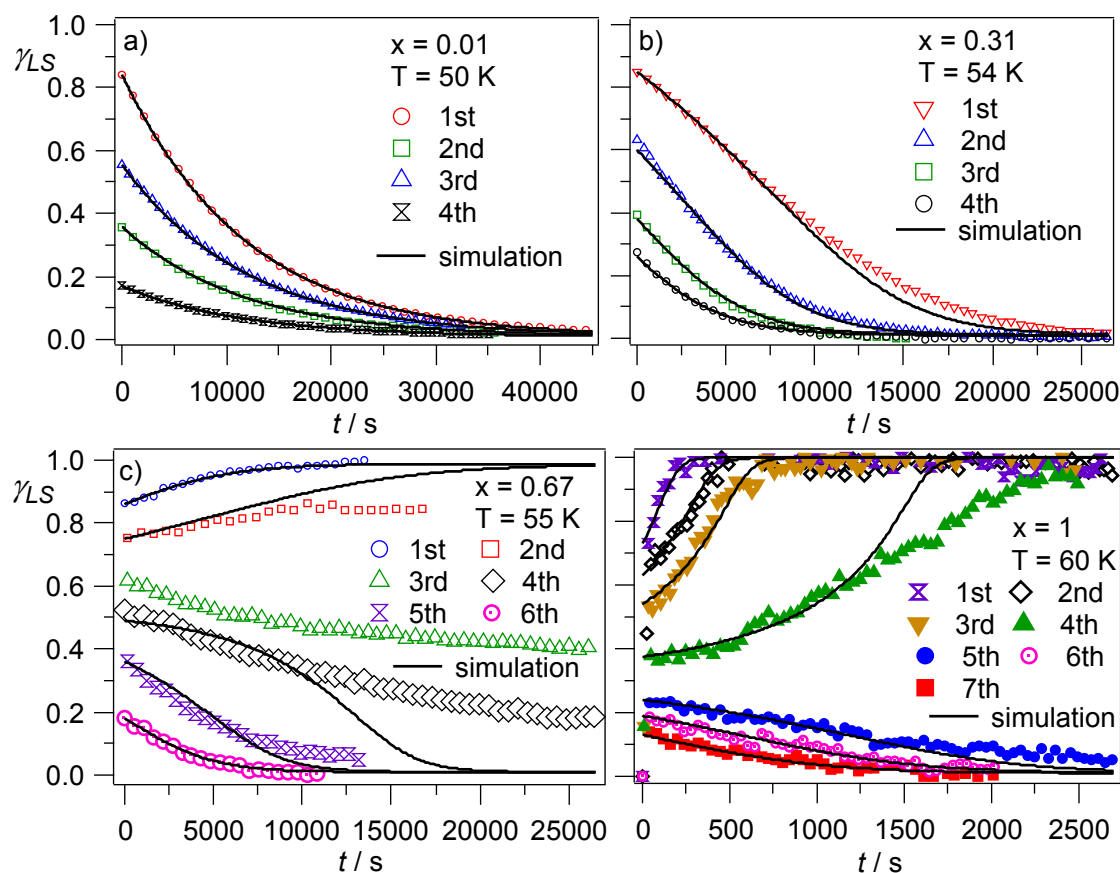 a)
x = 0.01
T = 50 K
1st
2nd
3rd
4th
simulation
γLS
1.0
0.8
0.6
0.4
0.2
0.0
0 10000 20000 30000 40000
t / s
b)
x = 0.31
T = 54 K
1st
2nd
3rd
4th
simulation
0 5000 10000 15000 20000 25000
t / s
c)
x = 0.67
T = 55 K
1st 2nd
3rd 4th
5th 6th
simulation
γLS
1.0
0.8
0.6
0.4
0.2
0.0
0 5000 10000 15000 20000 25000
t / s
x = 1
T = 60 K
1st 2nd
3rd 4th
5th 6th
7th
simulation
0 500 1000 1500 2000 2500
t / s